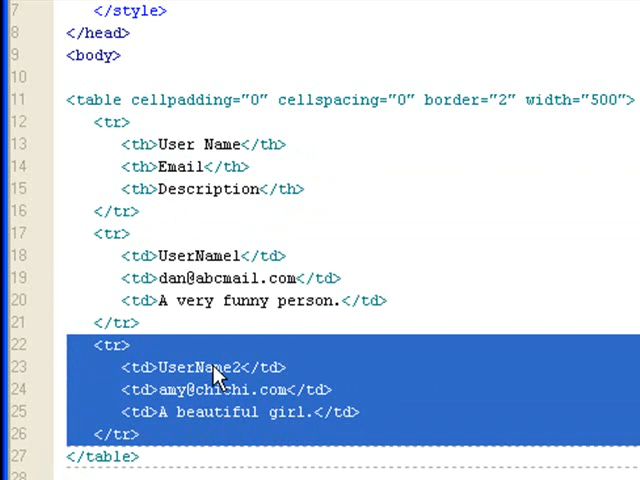 7 </style>
8 </head>
9 <body>
10
11 <table cellpadding="0" cellspacing="0" border="2" width="500">
12 <tr>
13 <th>User Name</th>
14 <th>Email</th>
15 <th>Description</th>
16 </tr>
17 <tr>
18 <td>UserName1</td>
19 <td>dan@abcmail.com</td>
20 <td>A very funny person.</td>
21 </tr>
22 <tr>
23 <td>UserName2</td>
24 <td>amy@chichi.com</td>
25 <td>A beautiful girl.</td>
26 </tr>
27 </table>
28